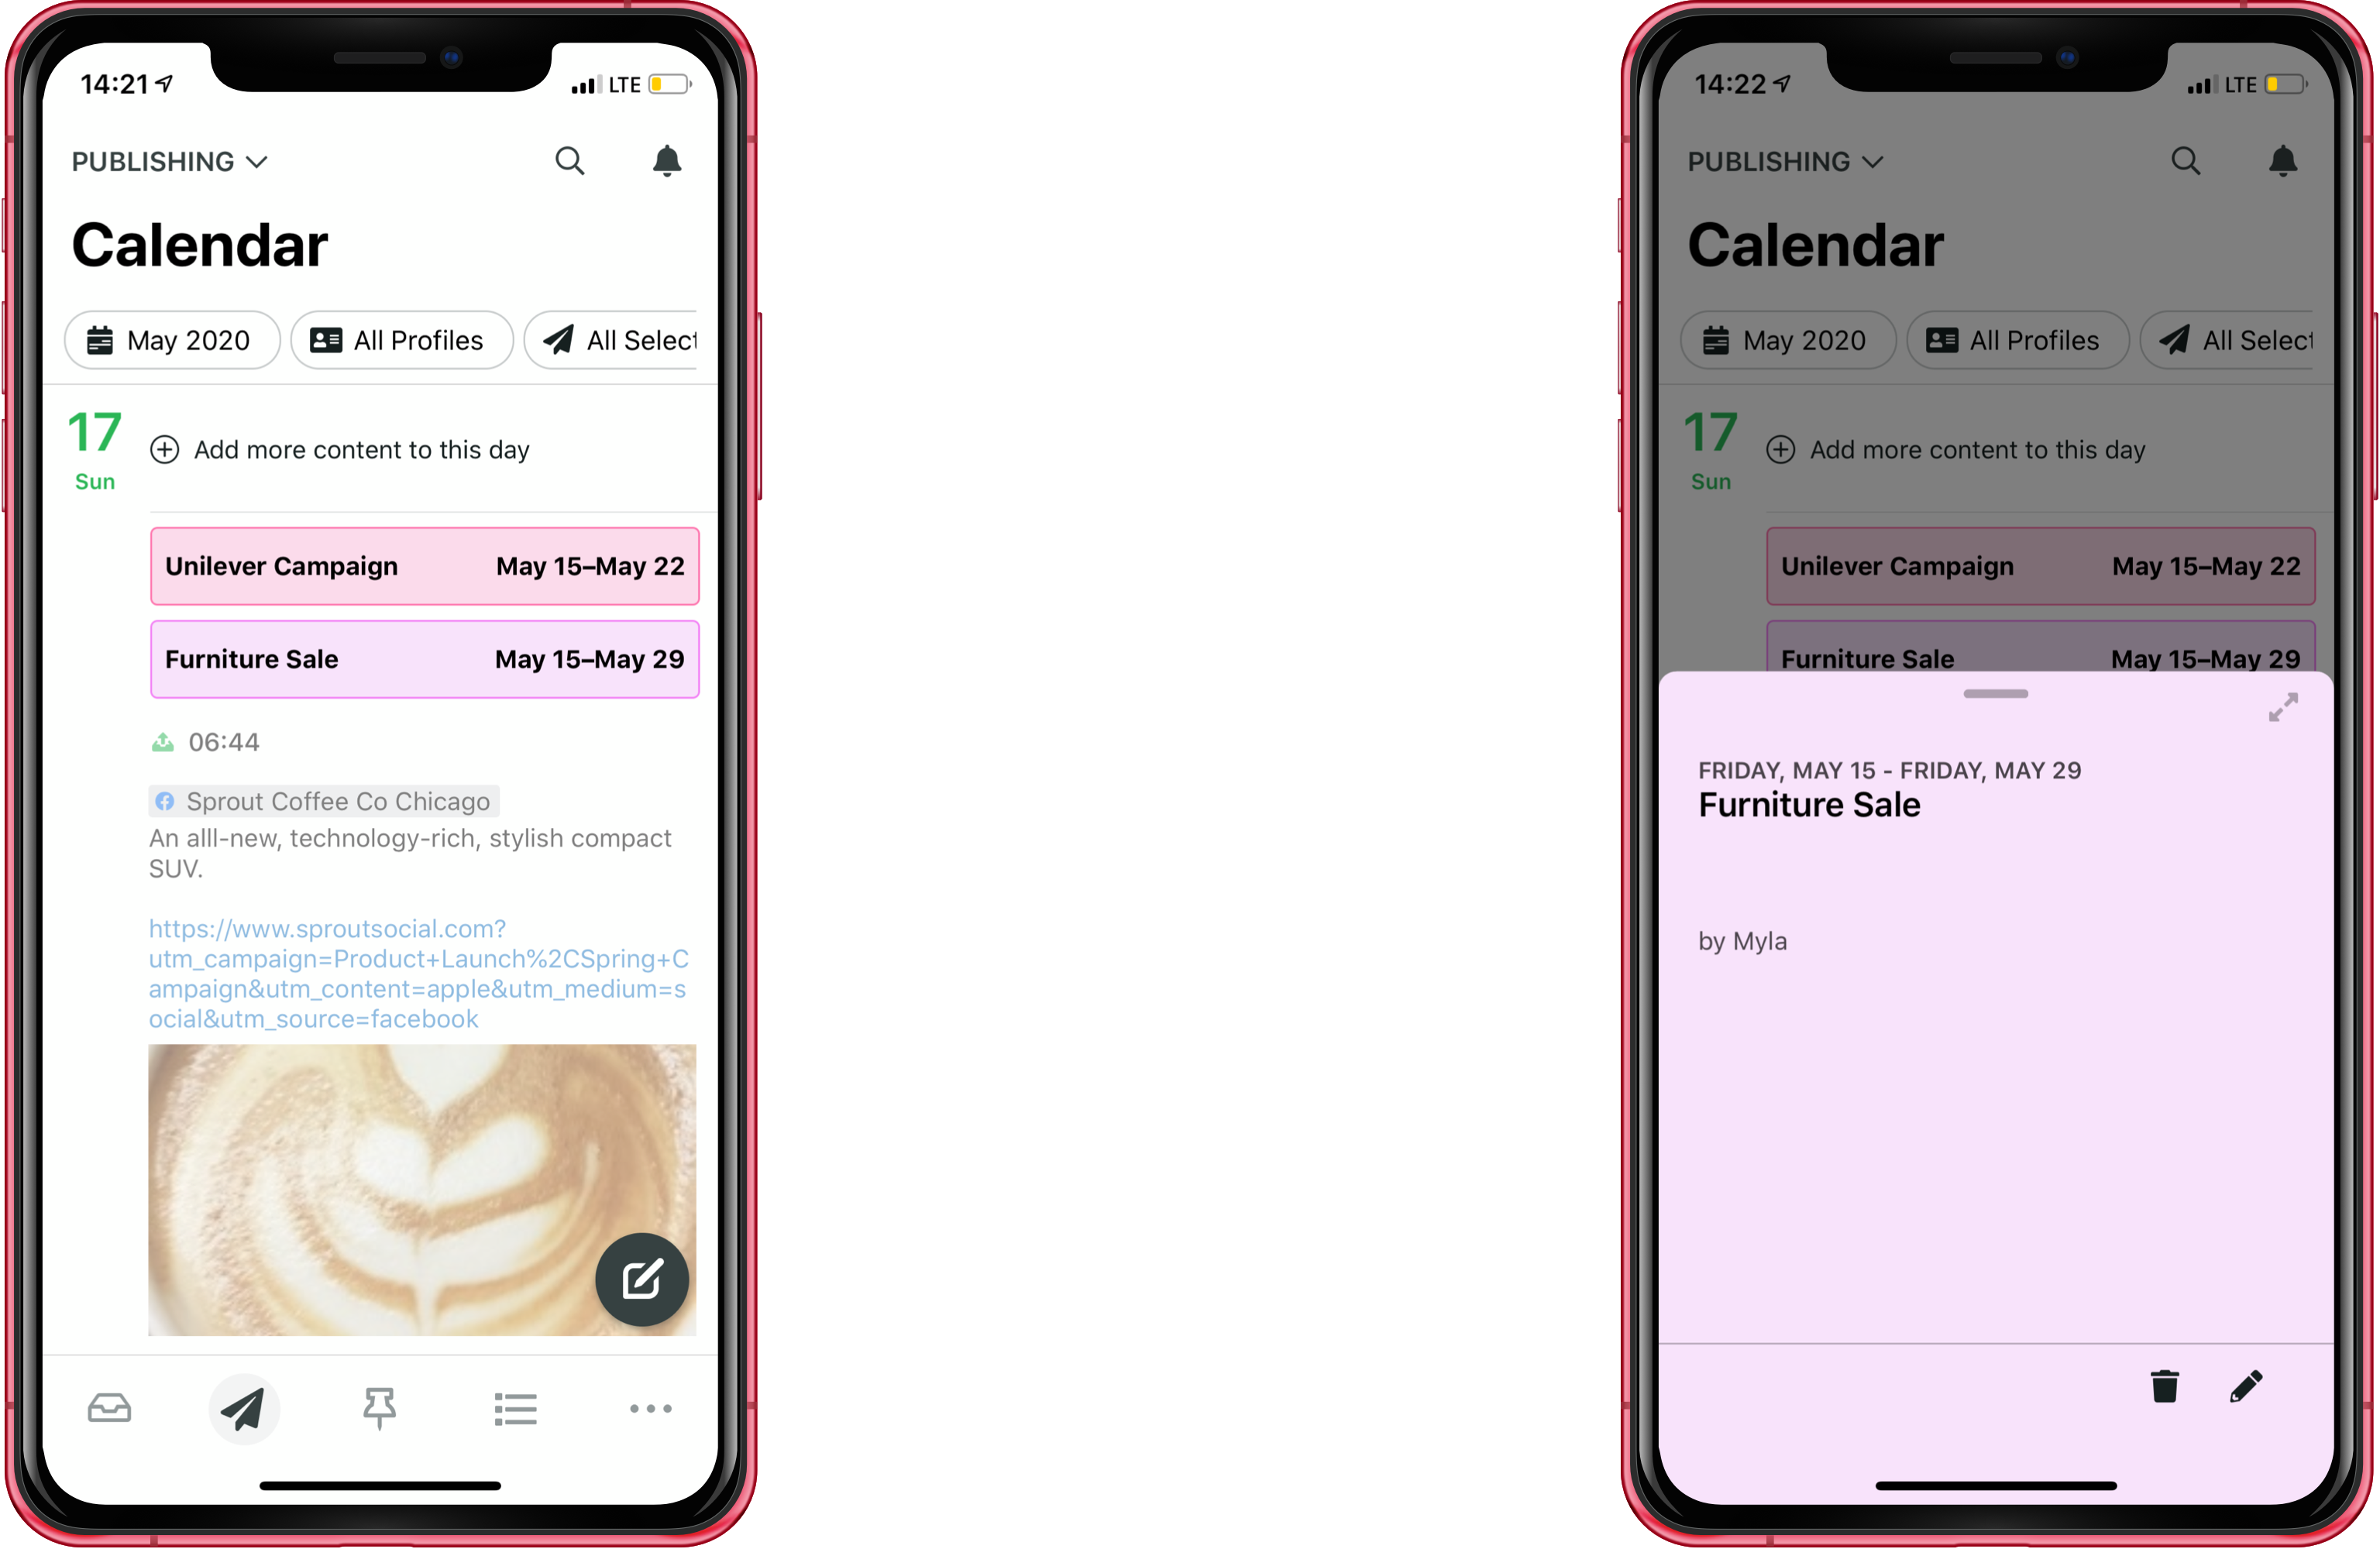 14:21 LTE
PUBLISHING
Calendar
May 2020 All Profiles All Select
17
Sun
Add more content to this day
Unilever Campaign May 15–May 22
Furniture Sale May 15–May 29
06:44
Sprout Coffee Co Chicago
An alll-new, technology-rich, stylish compact
SUV.
https://www.sproutsocial.com?
utm_campaign=Product+Launch%2CSpring+C
ampaign&utm_content=apple&utm_medium=s
ocial&utm_source=facebook
14:22 LTE
PUBLISHING
Calendar
May 2020 All Profiles All Select
17
Sun
Add more content to this day
Unilever Campaign May 15–May 22
Furniture Sale May 15–May 29
FRIDAY, MAY 15 - FRIDAY, MAY 29
Furniture Sale
by Myla